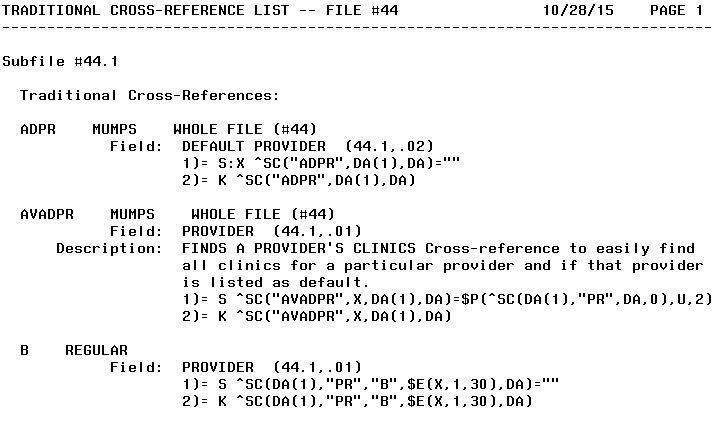 TRADITIONAL CROSS-REFERENCE LIST -- FILE #44                10/28/15    PAGE 1
--------------------------------------------------------------------------------
Subfile #44.1
  Traditional Cross-References:
  ADPR    MUMPS    WHOLE FILE (#44)
            Field:  DEFAULT PROVIDER  (44.1,.02)
                    1)= S:X ^SC("ADPR",DA(1),DA)=""
                    2)= K ^SC("ADPR",DA(1),DA)
  AVADPR    MUMPS    WHOLE FILE (#44)
            Field:  PROVIDER  (44.1,.01)
      Description:  FINDS A PROVIDER'S CLINICS Cross-reference to easily find
                    all clinics for a particular provider and if that provider
                    is listed as default.
                    1)= S ^SC("AVADPR",X,DA(1),DA)=$P(^SC(DA(1),"PR",DA,0),U,2)
                    2)= K ^SC("AVADPR",X,DA(1),DA)
  B    REGULAR
            Field:  PROVIDER  (44.1,.01)
                    1)= S ^SC(DA(1),"PR","B",$E(X,1,30),DA)=""
                    2)= K ^SC(DA(1),"PR","B",$E(X,1,30),DA)